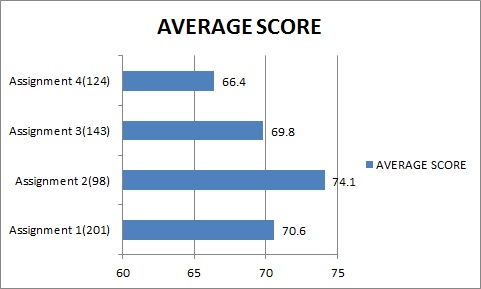 AVERAGE SCORE
Assignment 4(124)
66.4
Assignment 3(143)
69.8
Assignment 2(98)
74.1
Assignment 1(201)
70.6
AVERAGE SCORE
60 65 70 75